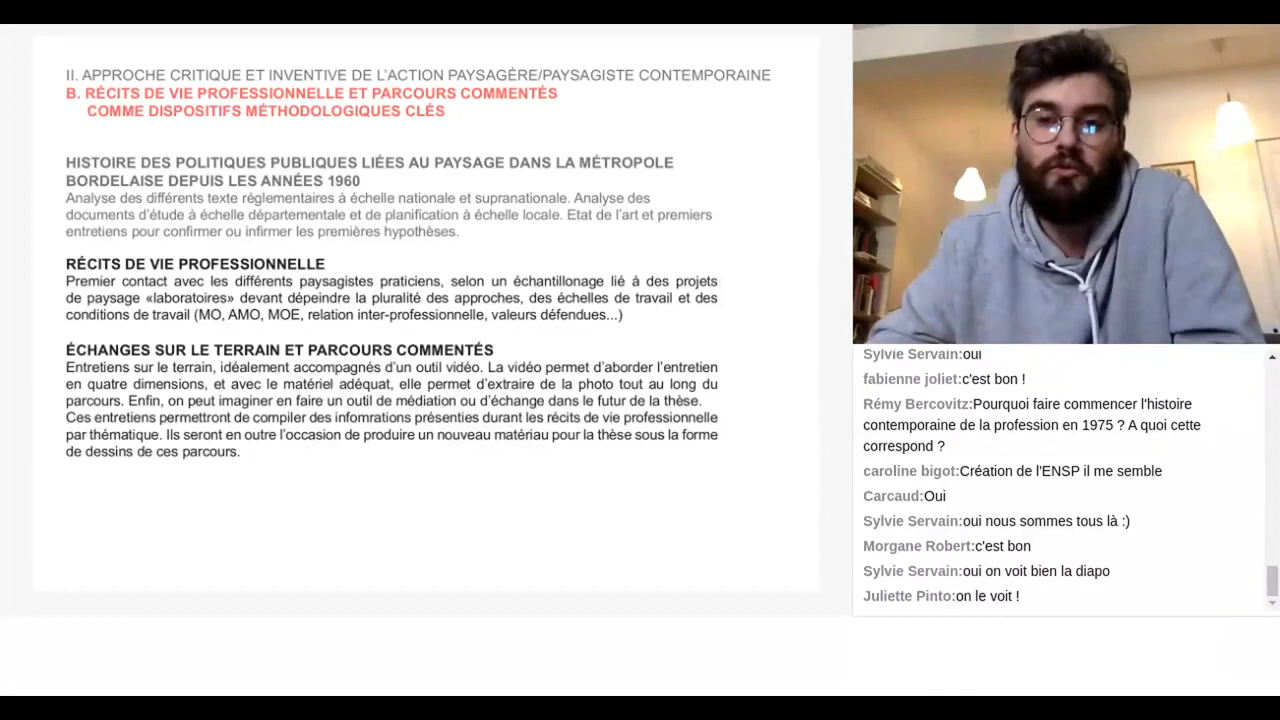 II. APPROCHE CRITIQUE ET INVENTIVE DE L'ACTION PAYSAGÈRE/PAYSAGISTE CONTEMPORAINE
B. RÉCITS DE VIE PROFESSIONNELLE ET PARCOURS COMMENTÉS
COMME DISPOSITIFS MÉTHODOLOGIQUES CLÉS
HISTOIRE DES POLITIQUES PUBLIQUES LIÉES AU PAYSAGE DANS LA MÉTROPOLE
BORDELAISE DEPUIS LES ANNÉES 1960
Analyse des différents texte réglementaires à échelle nationale et supranationale. Analyse des
documents d'étude à échelle départementale et de planification à échelle locale. Etat de l'art et premiers
entretiens pour confirmer ou infirmer les premières hypothèses.
RÉCITS DE VIE PROFESSIONNELLE
Premier contact avec les différents paysagistes praticiens, selon un échantillonage lié à des projets
de paysage «laboratoires» devant dépeindre la pluralité des approches, des échelles de travail et des
conditions de travail (MO, AMO, MOE, relation inter-professionnelle, valeurs défendues...)
ÉCHANGES SUR LE TERRAIN ET PARCOURS COMMENTÉS
Entretiens sur le terrain, idéalement accompagnés d'un outil vidéo. La vidéo permet d'aborder l'entretien
en quatre dimensions, et avec le matériel adéquat, elle permet d'extraire de la photo tout au long du
parcours. Enfin, on peut imaginer en faire un outil de médiation ou d'échange dans le futur de la thèse.
Ces entretiens permettront de compiler des infomrations présenties durant les récits de vie professionnelle
par thématique. Ils seront en outre l'occasion de produire un nouveau matériau pour la thèse sous la forme
de dessins de ces parcours.
Sylvie Servain:oui
fabienne joliet:c'est bon !
Rémy Bercovitz:Pourquoi faire commencer l'histoire
contemporaine de la profession en 1975 ? A quoi cette
correspond ?
caroline bigot:Création de l'ENSP il me semble
Carcaud:Oui
Sylvie Servain:oui nous sommes tous là :)
Morgane Robert:c'est bon
Sylvie Servain:oui on voit bien la diapo
Juliette Pinto:on le voit !